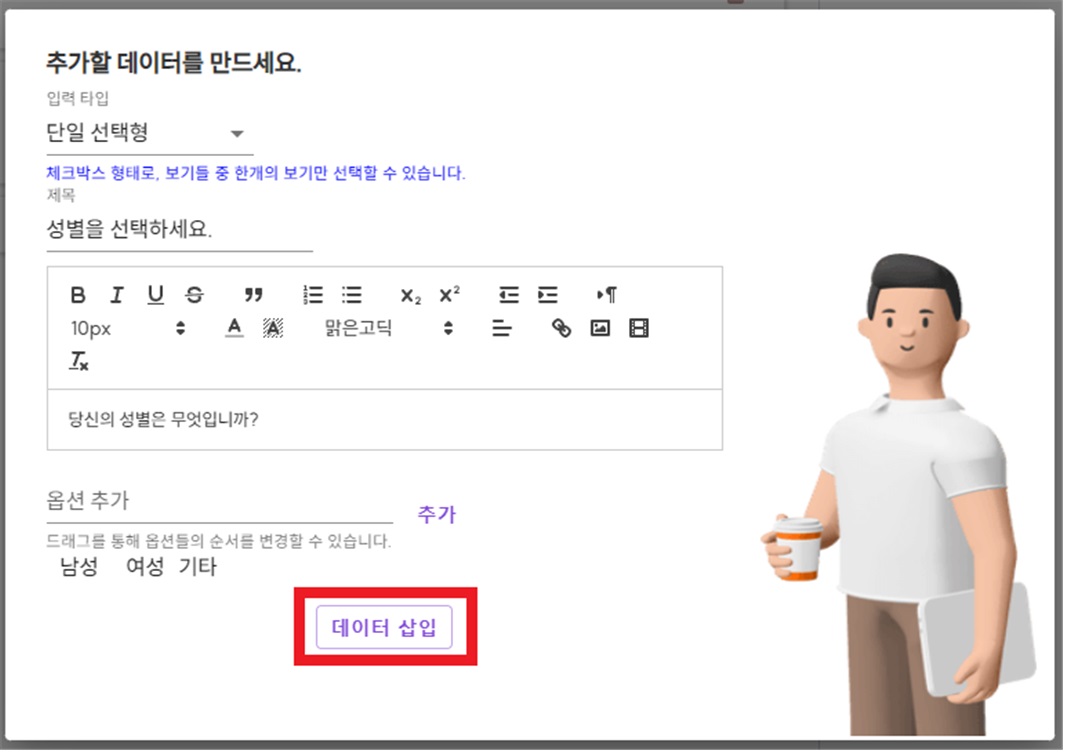 추가할 데이터를 만드세요.
입력 타입
단일 선택형
체크박스 형태로, 보기들 중 한개의 보기만 선택할 수 있습니다.
제목
성별을 선택하세요.
B I U S ” X₂ X²
10px A A 맑은고딕
Tx
당신의 성별은 무엇입니까?
옵션 추가 추가
드래그를 통해 옵션들의 순서를 변경할 수 있습니다.
남성 여성 기타
데이터 삽입